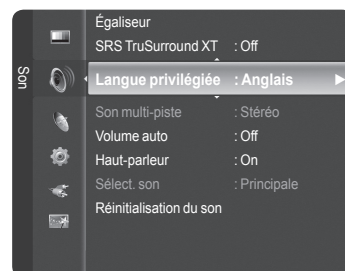 Son
Égaliseur
SRS TruSurround XT : Off
Langue privilégiée : Anglais
Son multi-piste : Stéréo
Volume auto : Off
Haut-parleur : On
Sélect. son : Principale
Réinitialisation du son